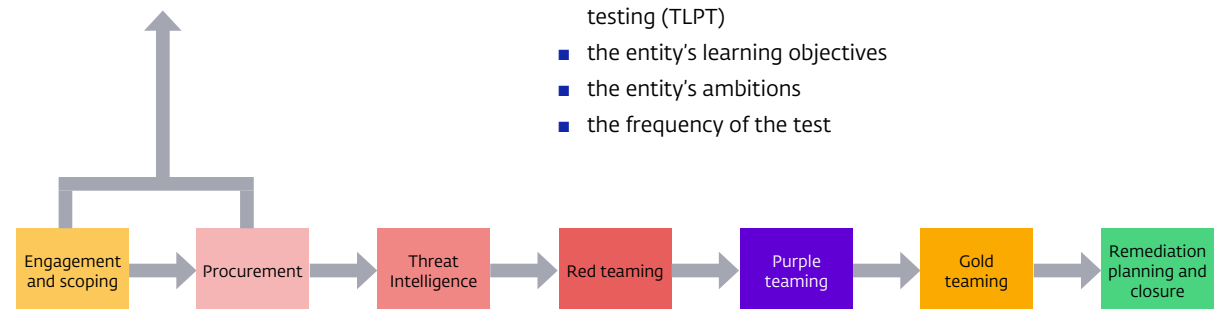 testing (TLPT)
■ the entity’s learning objectives
■ the entity’s ambitions
■ the frequency of the test
Engagement
and scoping
Procurement
Threat
Intelligence
Red teaming
Purple
teaming
Gold
teaming
Remediation
planning and
closure